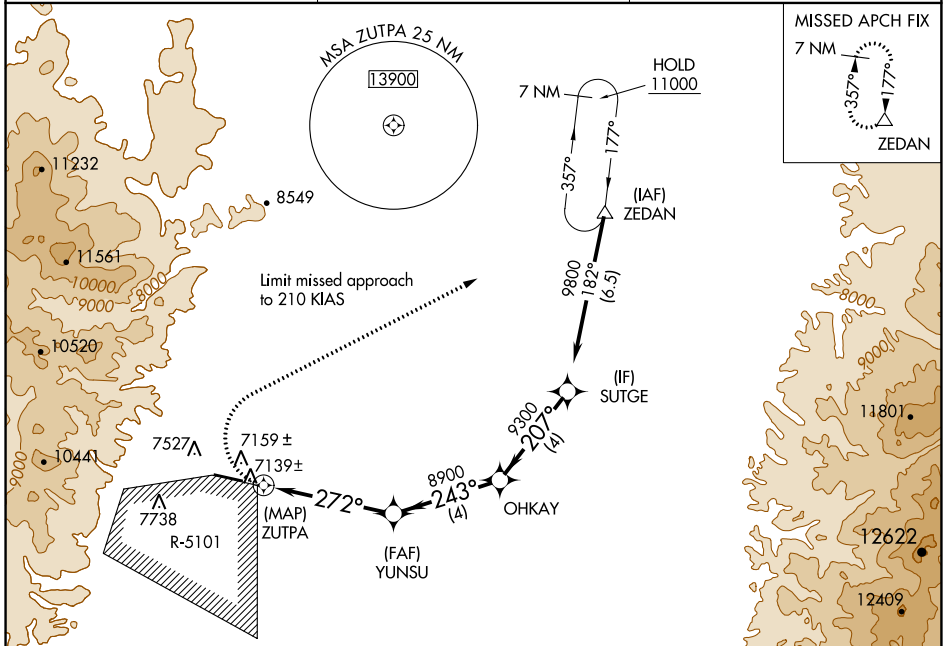 MISSED APCH FIX
7 NM
357°
177°
ZEDAN
MSA ZUTPA 25 NM
13900
HOLD
11000
7 NM
357°
177°
(IAF)
ZEDAN
11232
8549
11561
10000
9000
8000
Limit missed approach
to 210 KIAS
9800
182°
(6.5)
8000
9000
10520
(IF)
SUTGE
11801
9300
207°
(4)
7527
7159 ±
7139±
10441
9000
8900
243°
(4)
OHKAY
272°
7738
(MAP)
ZUTPA
R-5101
(FAF)
YUNSU
12622
12409